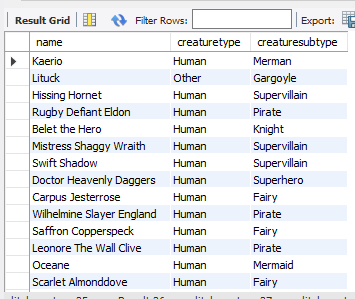 Result Grid Filter Rows: Export:
name creaturetype creaturesubtype
Kaerio Human Merman
Lituck Other Gargoyle
Hissing Hornet Human Supervillain
Rugby Defiant Eldon Human Pirate
Belet the Hero Human Knight
Mistress Shaggy Wraith Human Supervillain
Swift Shadow Human Supervillain
Doctor Heavenly Daggers Human Superhero
Carpus Jesterrose Human Fairy
Wilhelmine Slayer England Human Pirate
Saffron Copperspeck Human Fairy
Leonore The Wall Clive Human Pirate
Oceane Human Mermaid
Scarlet Almonddove Human Fairy